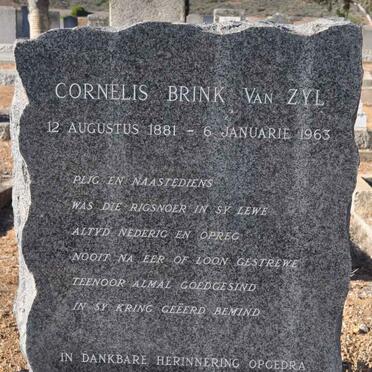 CORNELIS BRINK VAN ZYL
12 AUGUSTUS 1881 – 6 JANUARIE 1963
PLIG EN NAASTEDIENS
WAS DIE RIGSNOER IN SY LEWE
ALTYD NEDERIG EN OPREG
NOOIT NA EER OF LOON GESTREWE
TEENOOR ALMAL GOEDGESIND
IN SY KRING GEËERD BEMIND
IN DANKBARE HERINNERING OPGEDRA